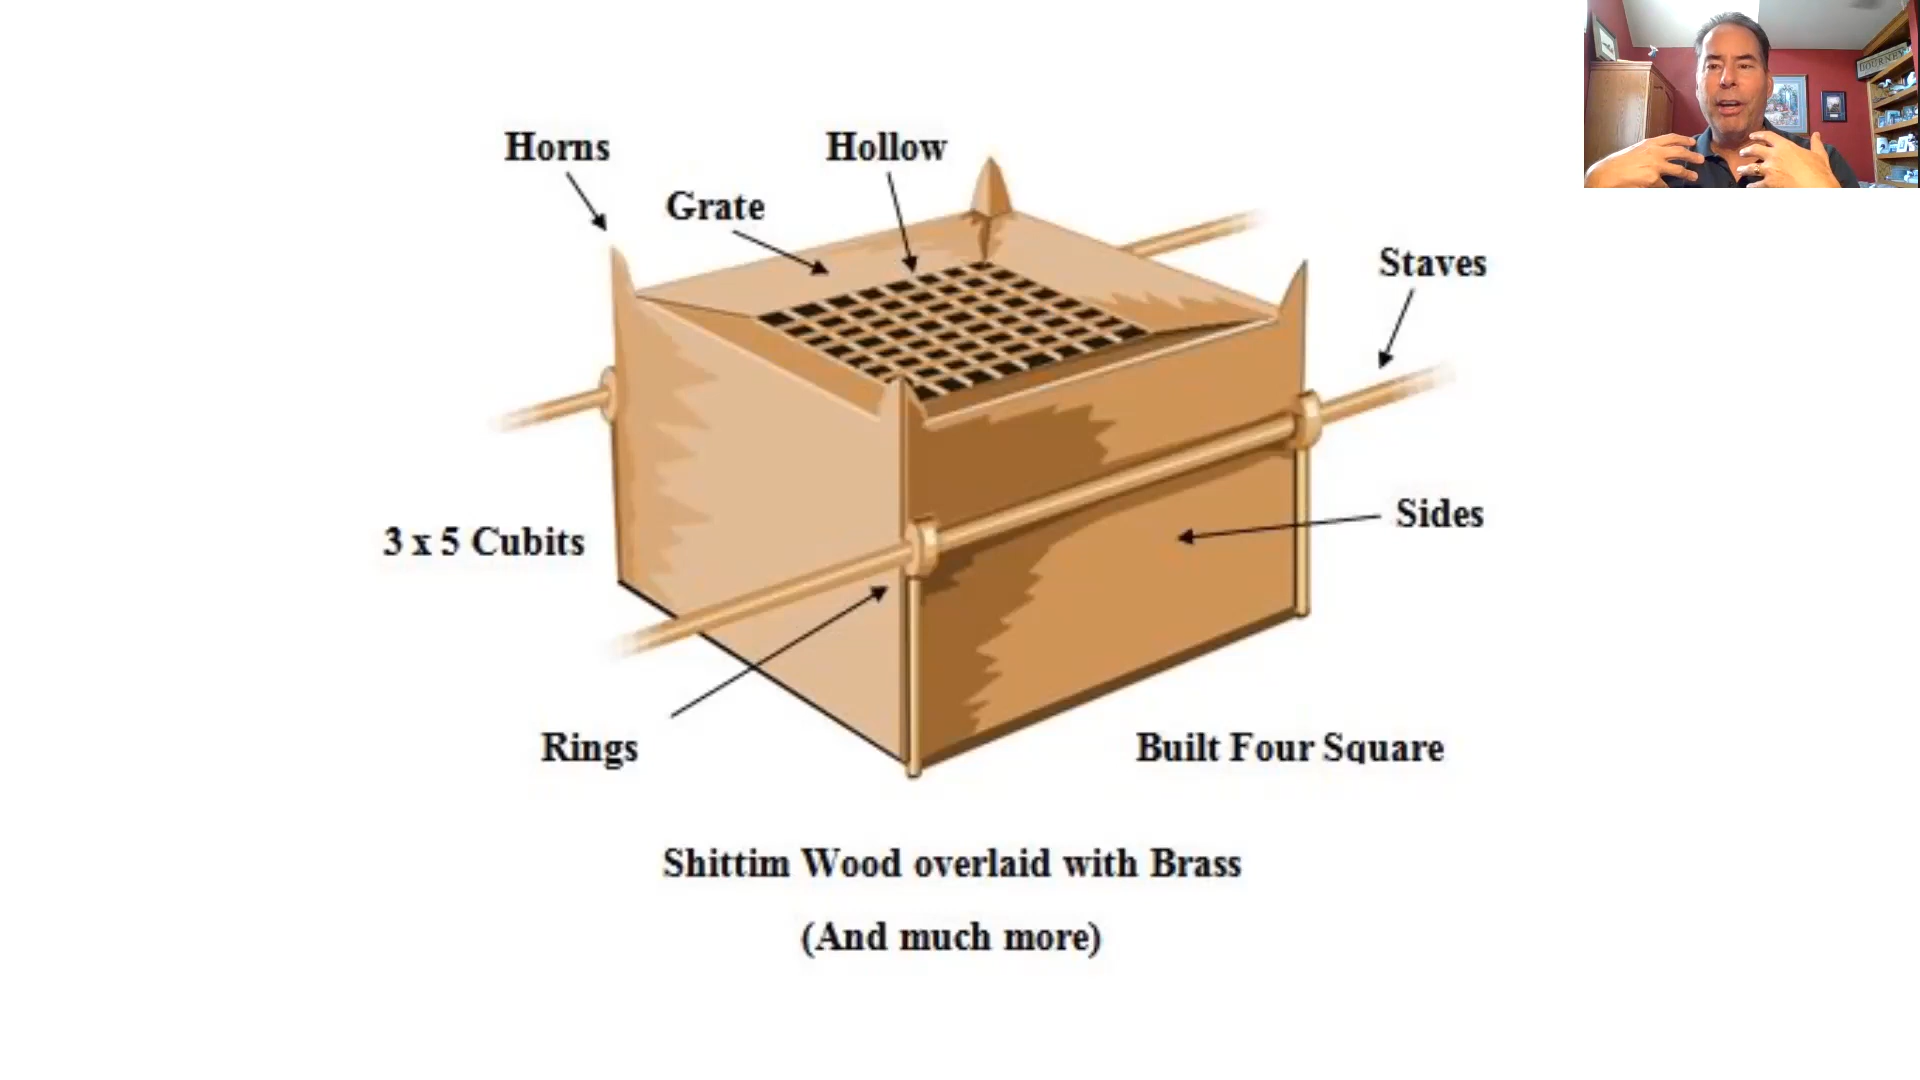 Horns
Hollow
Grate
Staves
Sides
3 x 5 Cubits
Rings
Built Four Square
Shittim Wood overlaid with Brass
(And much more)
JOURNEY